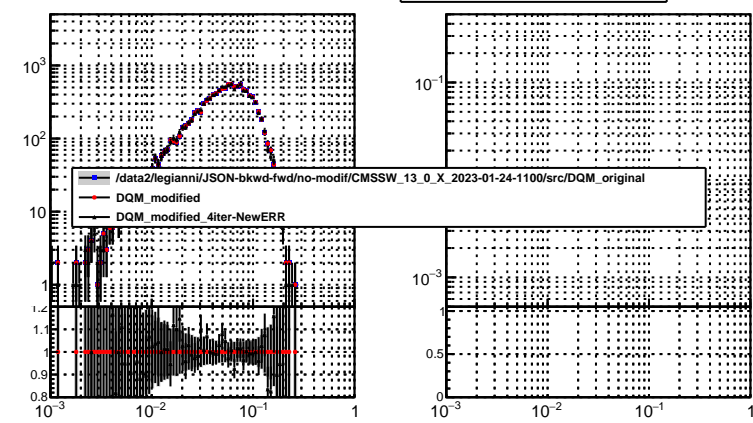 10³
10²
10
1
1.2
1.1
1
0.9
0.8
10⁻³ 10⁻² 10⁻¹ 1
/data2/legianni/JSON-bkwd-fwd/no-modif/CMSSW_13_0_X_2023-01-24-1100/src/DQM_original
DQM_modified
DQM_modified_4iter-NewERR
10⁻¹
10⁻³
1
0.5
0
10⁻³ 10⁻² 10⁻¹ 1